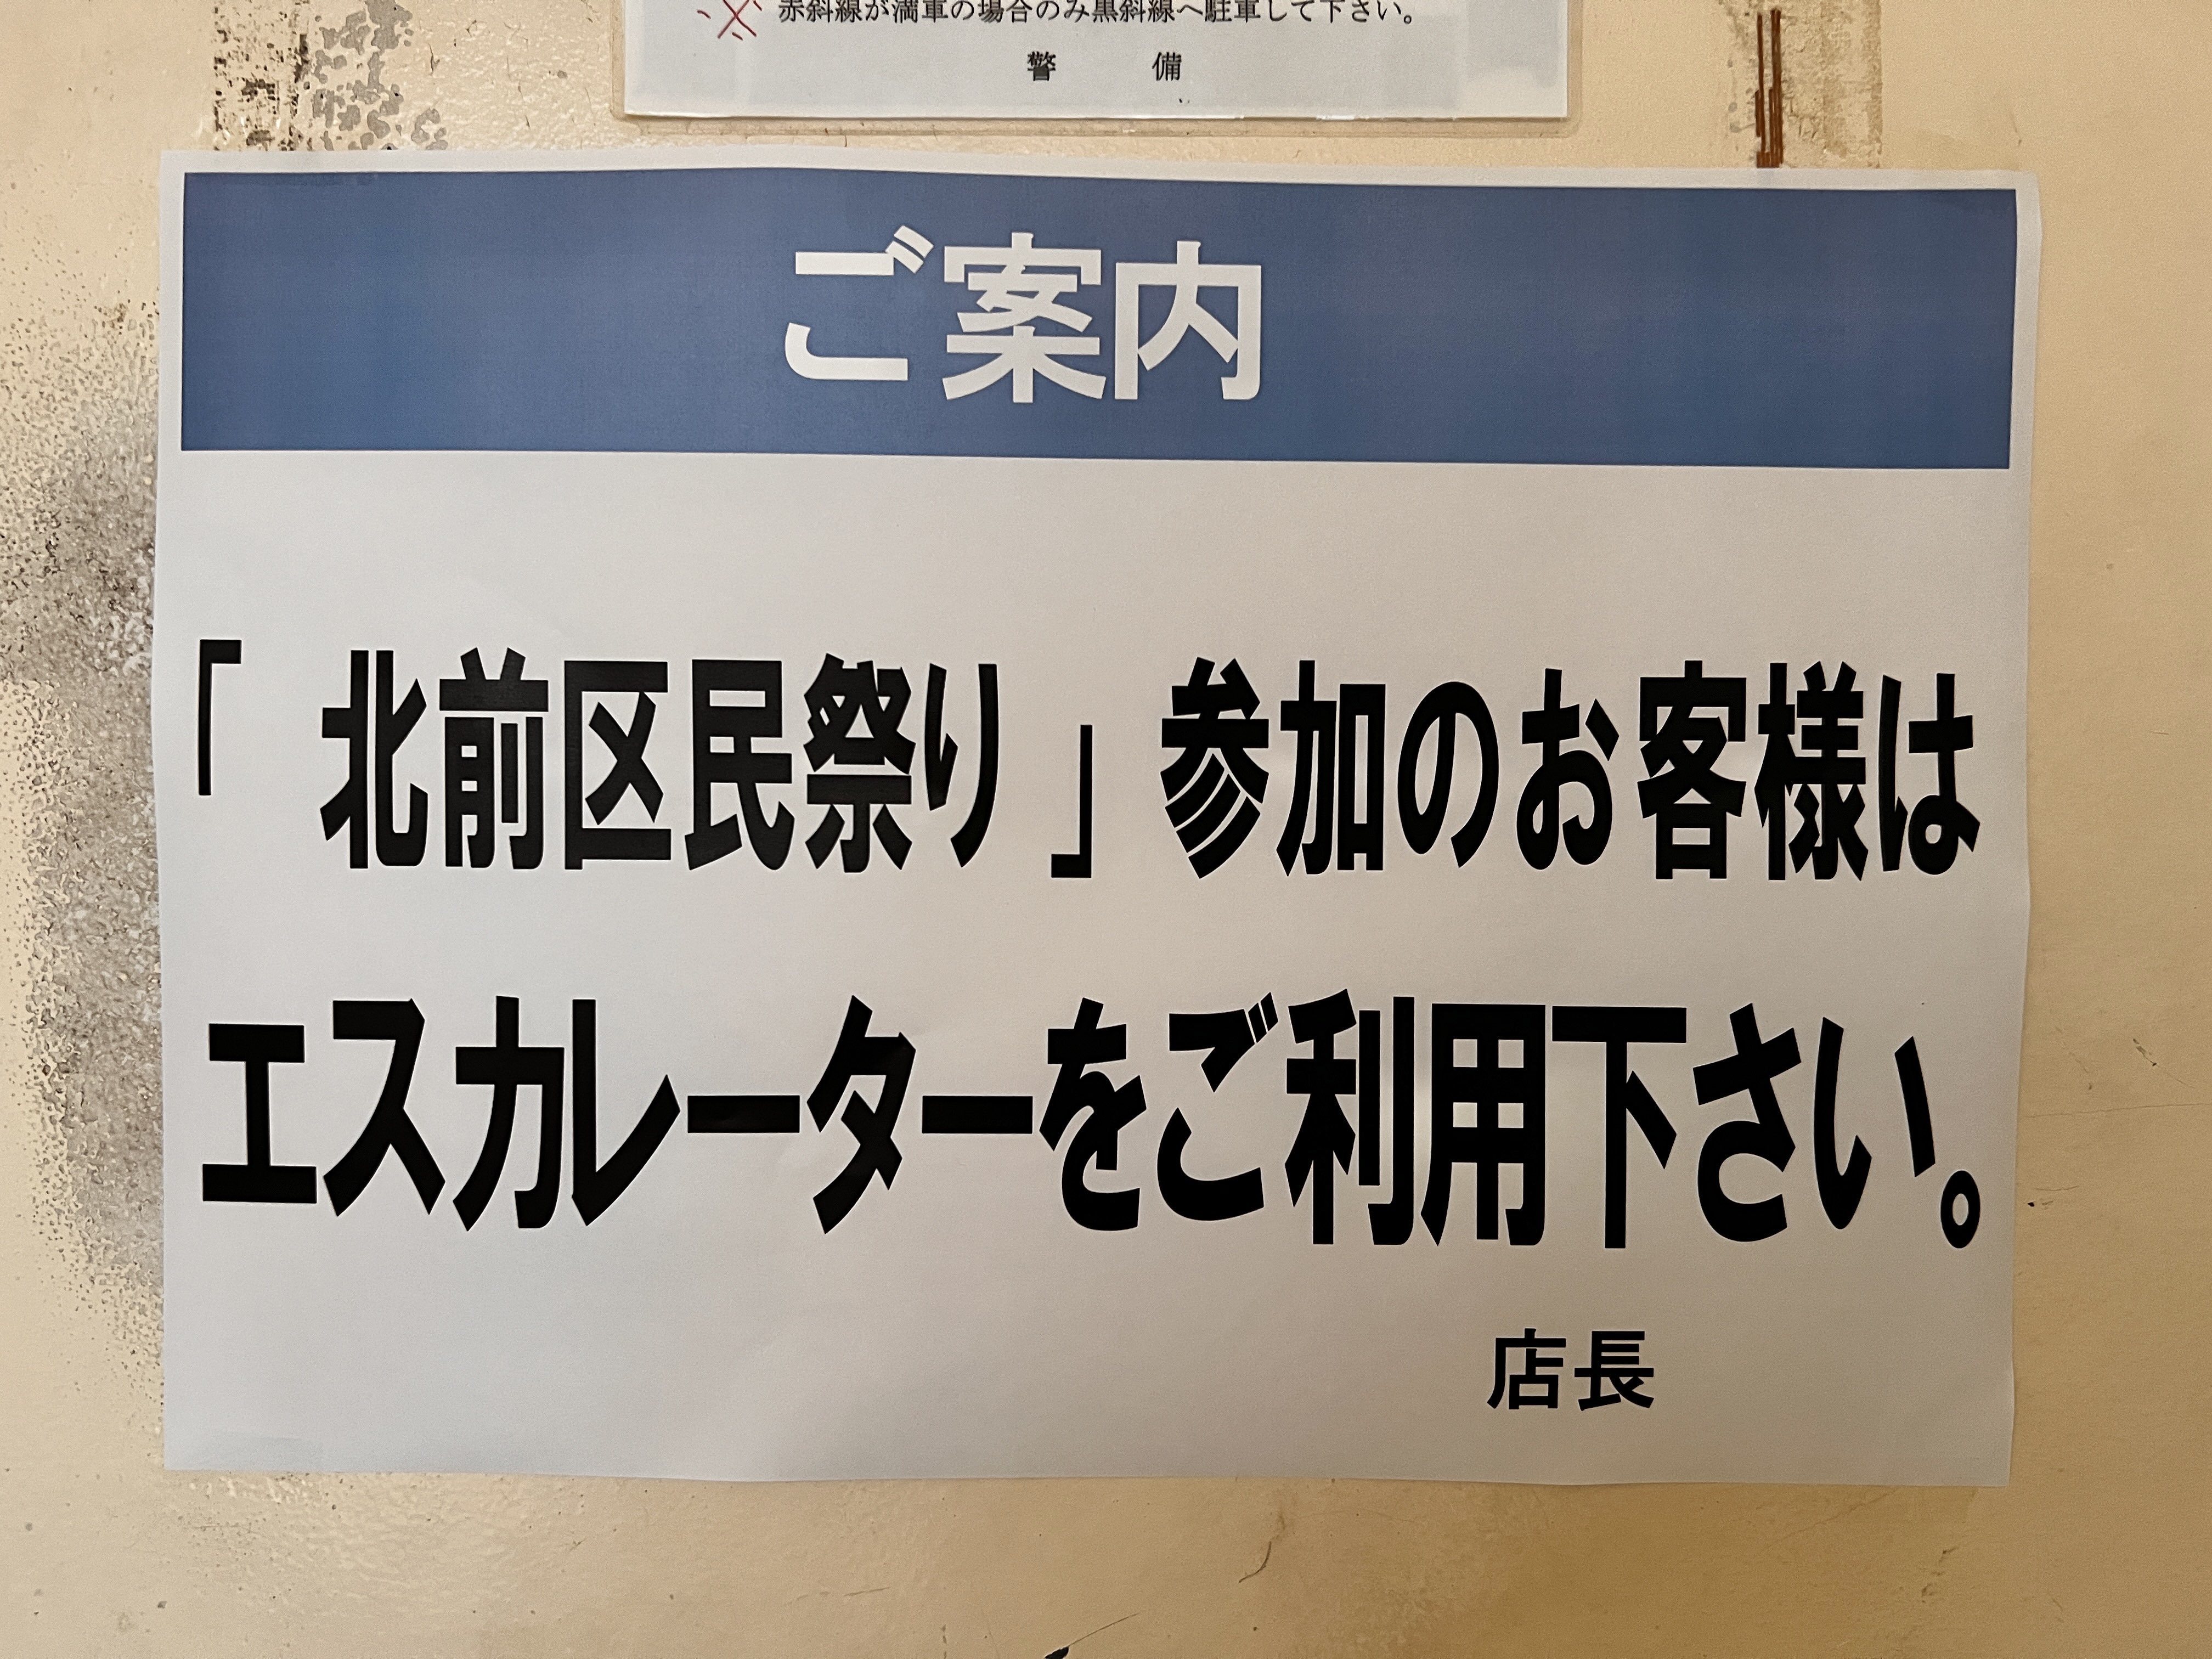 ※ 赤斜線が満車の場合のみ黒斜線へ駐車して下さい。
警　備
ご案内
「 北前区民祭り 」参加のお客様は
エスカレーターをご利用下さい。
店長